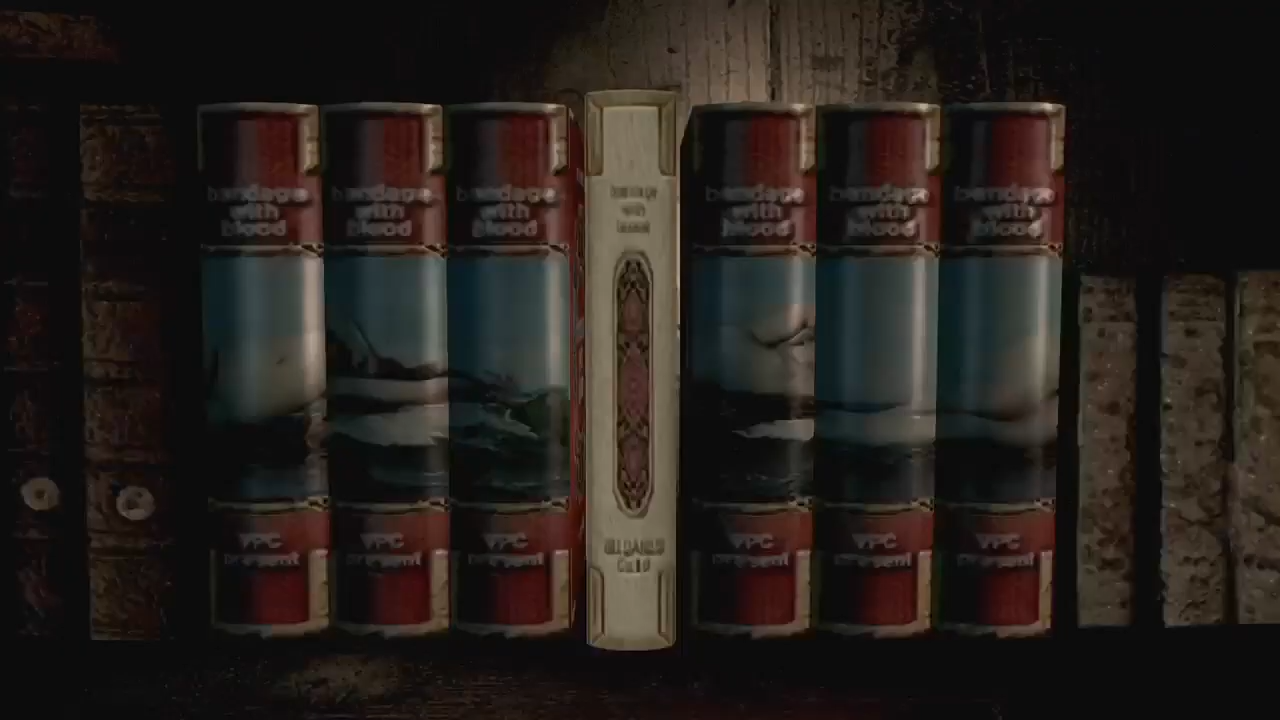 bandage
with
blood
bandage
with
blood
bandage
with
blood
bandage
with
blood
bandage
with
blood
bandage
with
blood
VPC
present
VPC
present
VPC
present
VPC
present
VPC
present
VPC
present